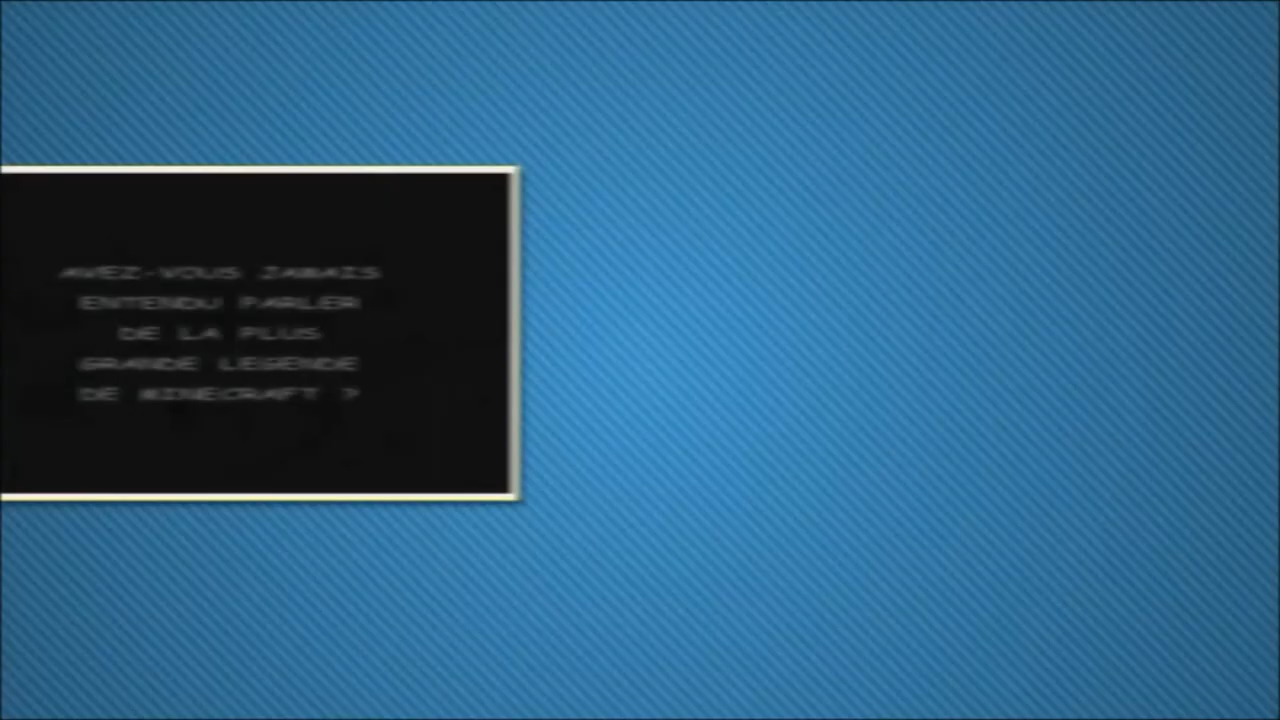 AVEZ-VOUS JAMAIS
ENTENDU PARLER
DE LA PLUS
GRANDE LEGENDE
DE MINECRAFT ?